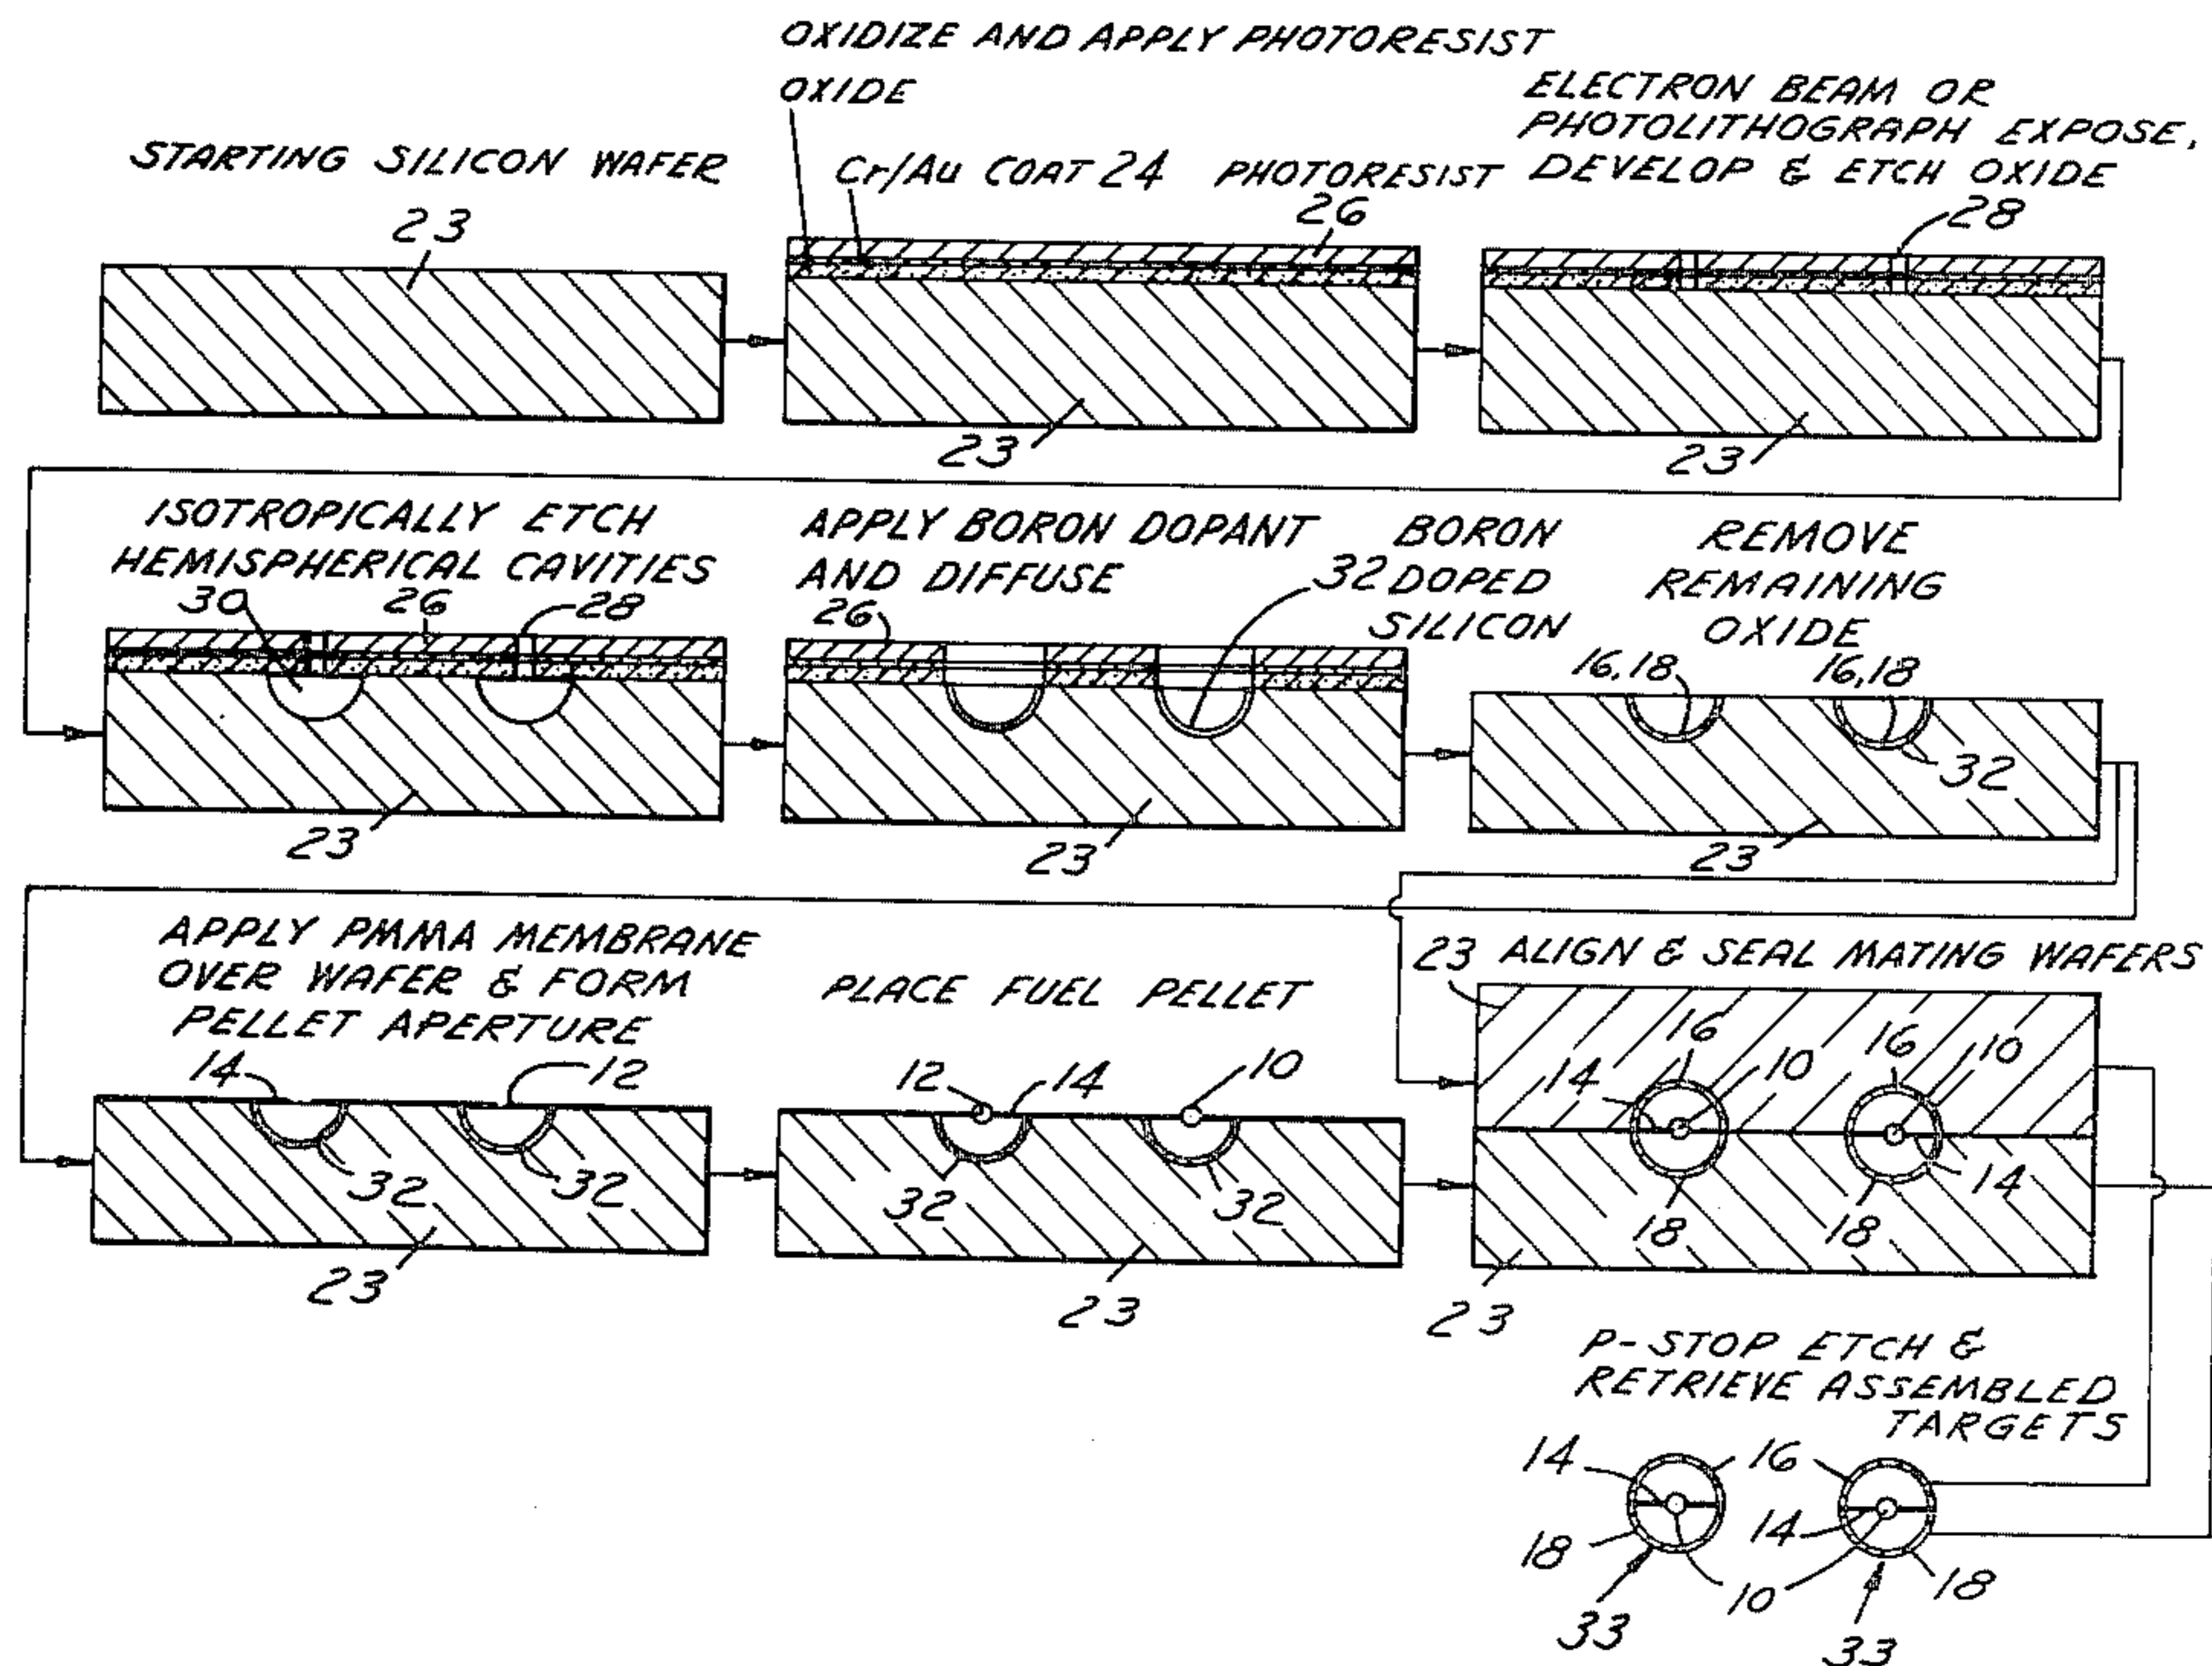 STARTING SILICON WAFER
23
OXIDIZE AND APPLY PHOTORESIST
OXIDE
Cr/Au COAT 24 PHOTORESIST
26
23
ELECTRON BEAM OR
PHOTOLITHOGRAPH EXPOSE,
DEVELOP & ETCH OXIDE
28
23
ISOTROPICALLY ETCH
HEMISPHERICAL CAVITIES
30 26 28
23
APPLY BORON DOPANT
AND DIFFUSE
26
32 BORON
DOPED
SILICON
23
REMOVE
REMAINING
OXIDE
16,18 16,18
32
23
APPLY PMMA MEMBRANE
OVER WAFER & FORM
PELLET APERTURE
14 12
32 32
23
PLACE FUEL PELLET
12 14 10
32 32
23
23 ALIGN & SEAL MATING WAFERS
16 16
14 10 10
14
18 18
23
P-STOP ETCH &
RETRIEVE ASSEMBLED
TARGETS
14 16
18 14
10 18
33 33